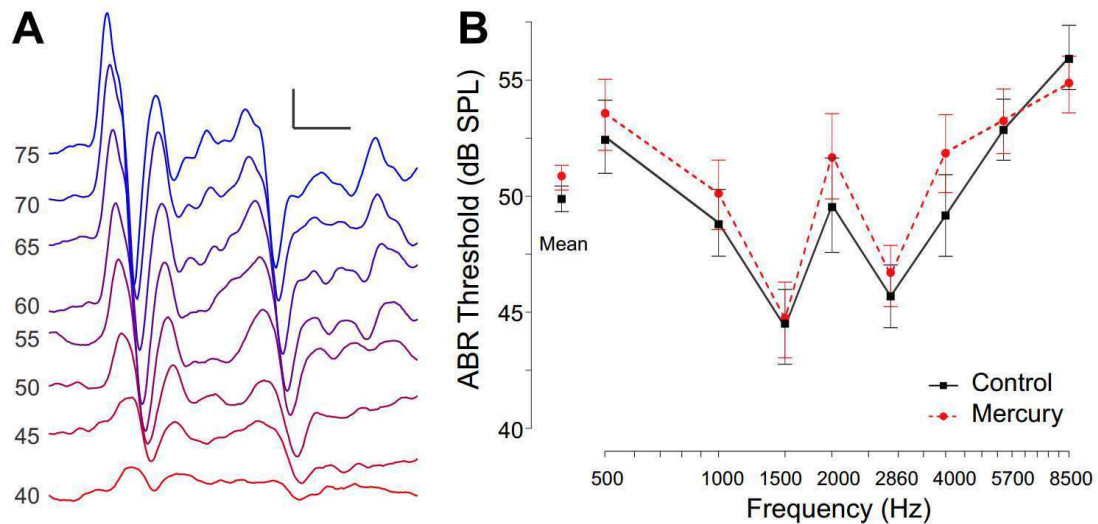 A
75
70
65
60
55
50
45
40
B
ABR Threshold (dB SPL)
55
50
45
40
Mean
Control
Mercury
500 1000 1500 2000 2860 4000 5700 8500
Frequency (Hz)